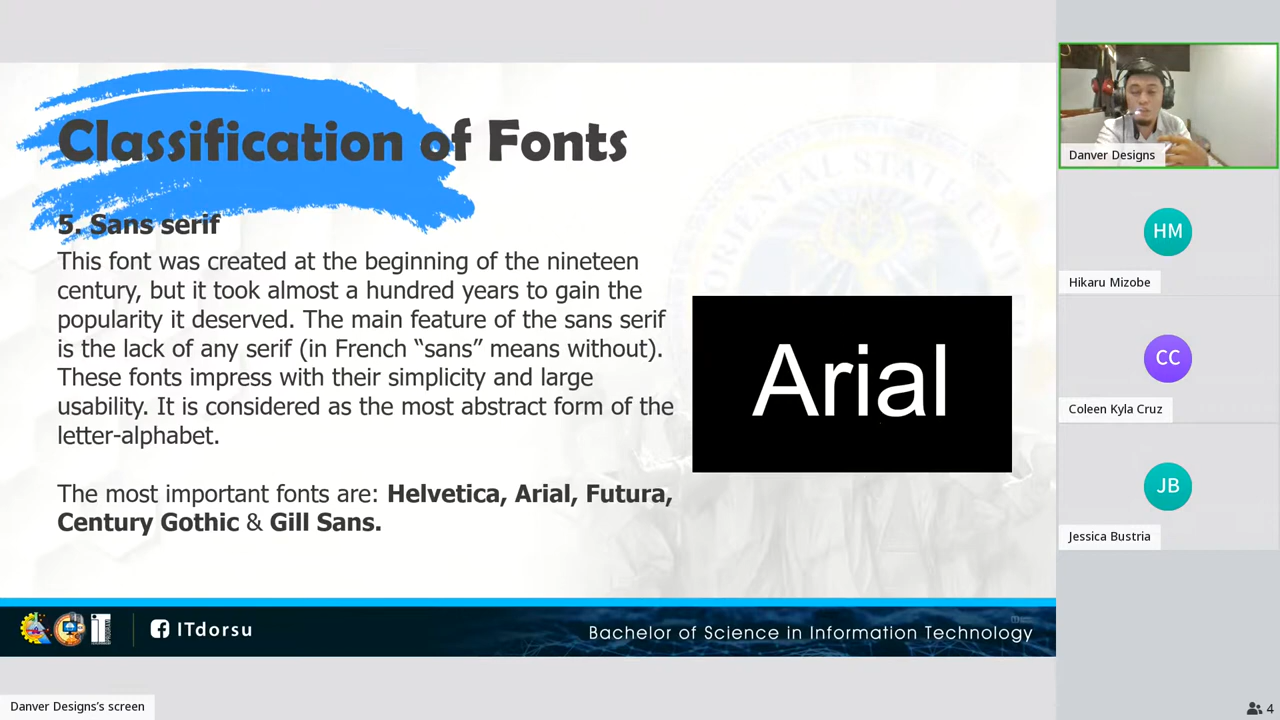 Classification of Fonts
5. Sans serif
This font was created at the beginning of the nineteen
century, but it took almost a hundred years to gain the
popularity it deserved. The main feature of the sans serif
is the lack of any serif (in French “sans” means without).
These fonts impress with their simplicity and large
usability. It is considered as the most abstract form of the
letter-alphabet.
The most important fonts are: Helvetica, Arial, Futura,
Century Gothic & Gill Sans.
Arial
ITdorsu
Bachelor of Science in Information Technology
Danver Designs's screen
Danver Designs
HM
Hikaru Mizobe
CC
Coleen Kyla Cruz
JB
Jessica Bustria
4